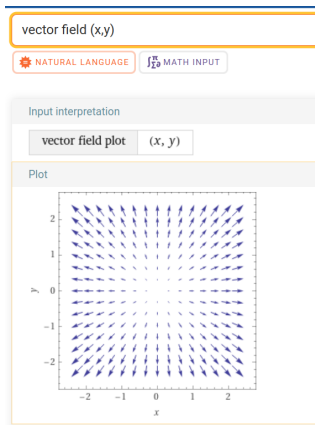 vector field (x,y)
NATURAL LANGUAGE
∫Σ∂π MATH INPUT
Input interpretation
vector field plot (x, y)
Plot
2
1
y 0
-1
-2
-2 -1 0 1 2
x